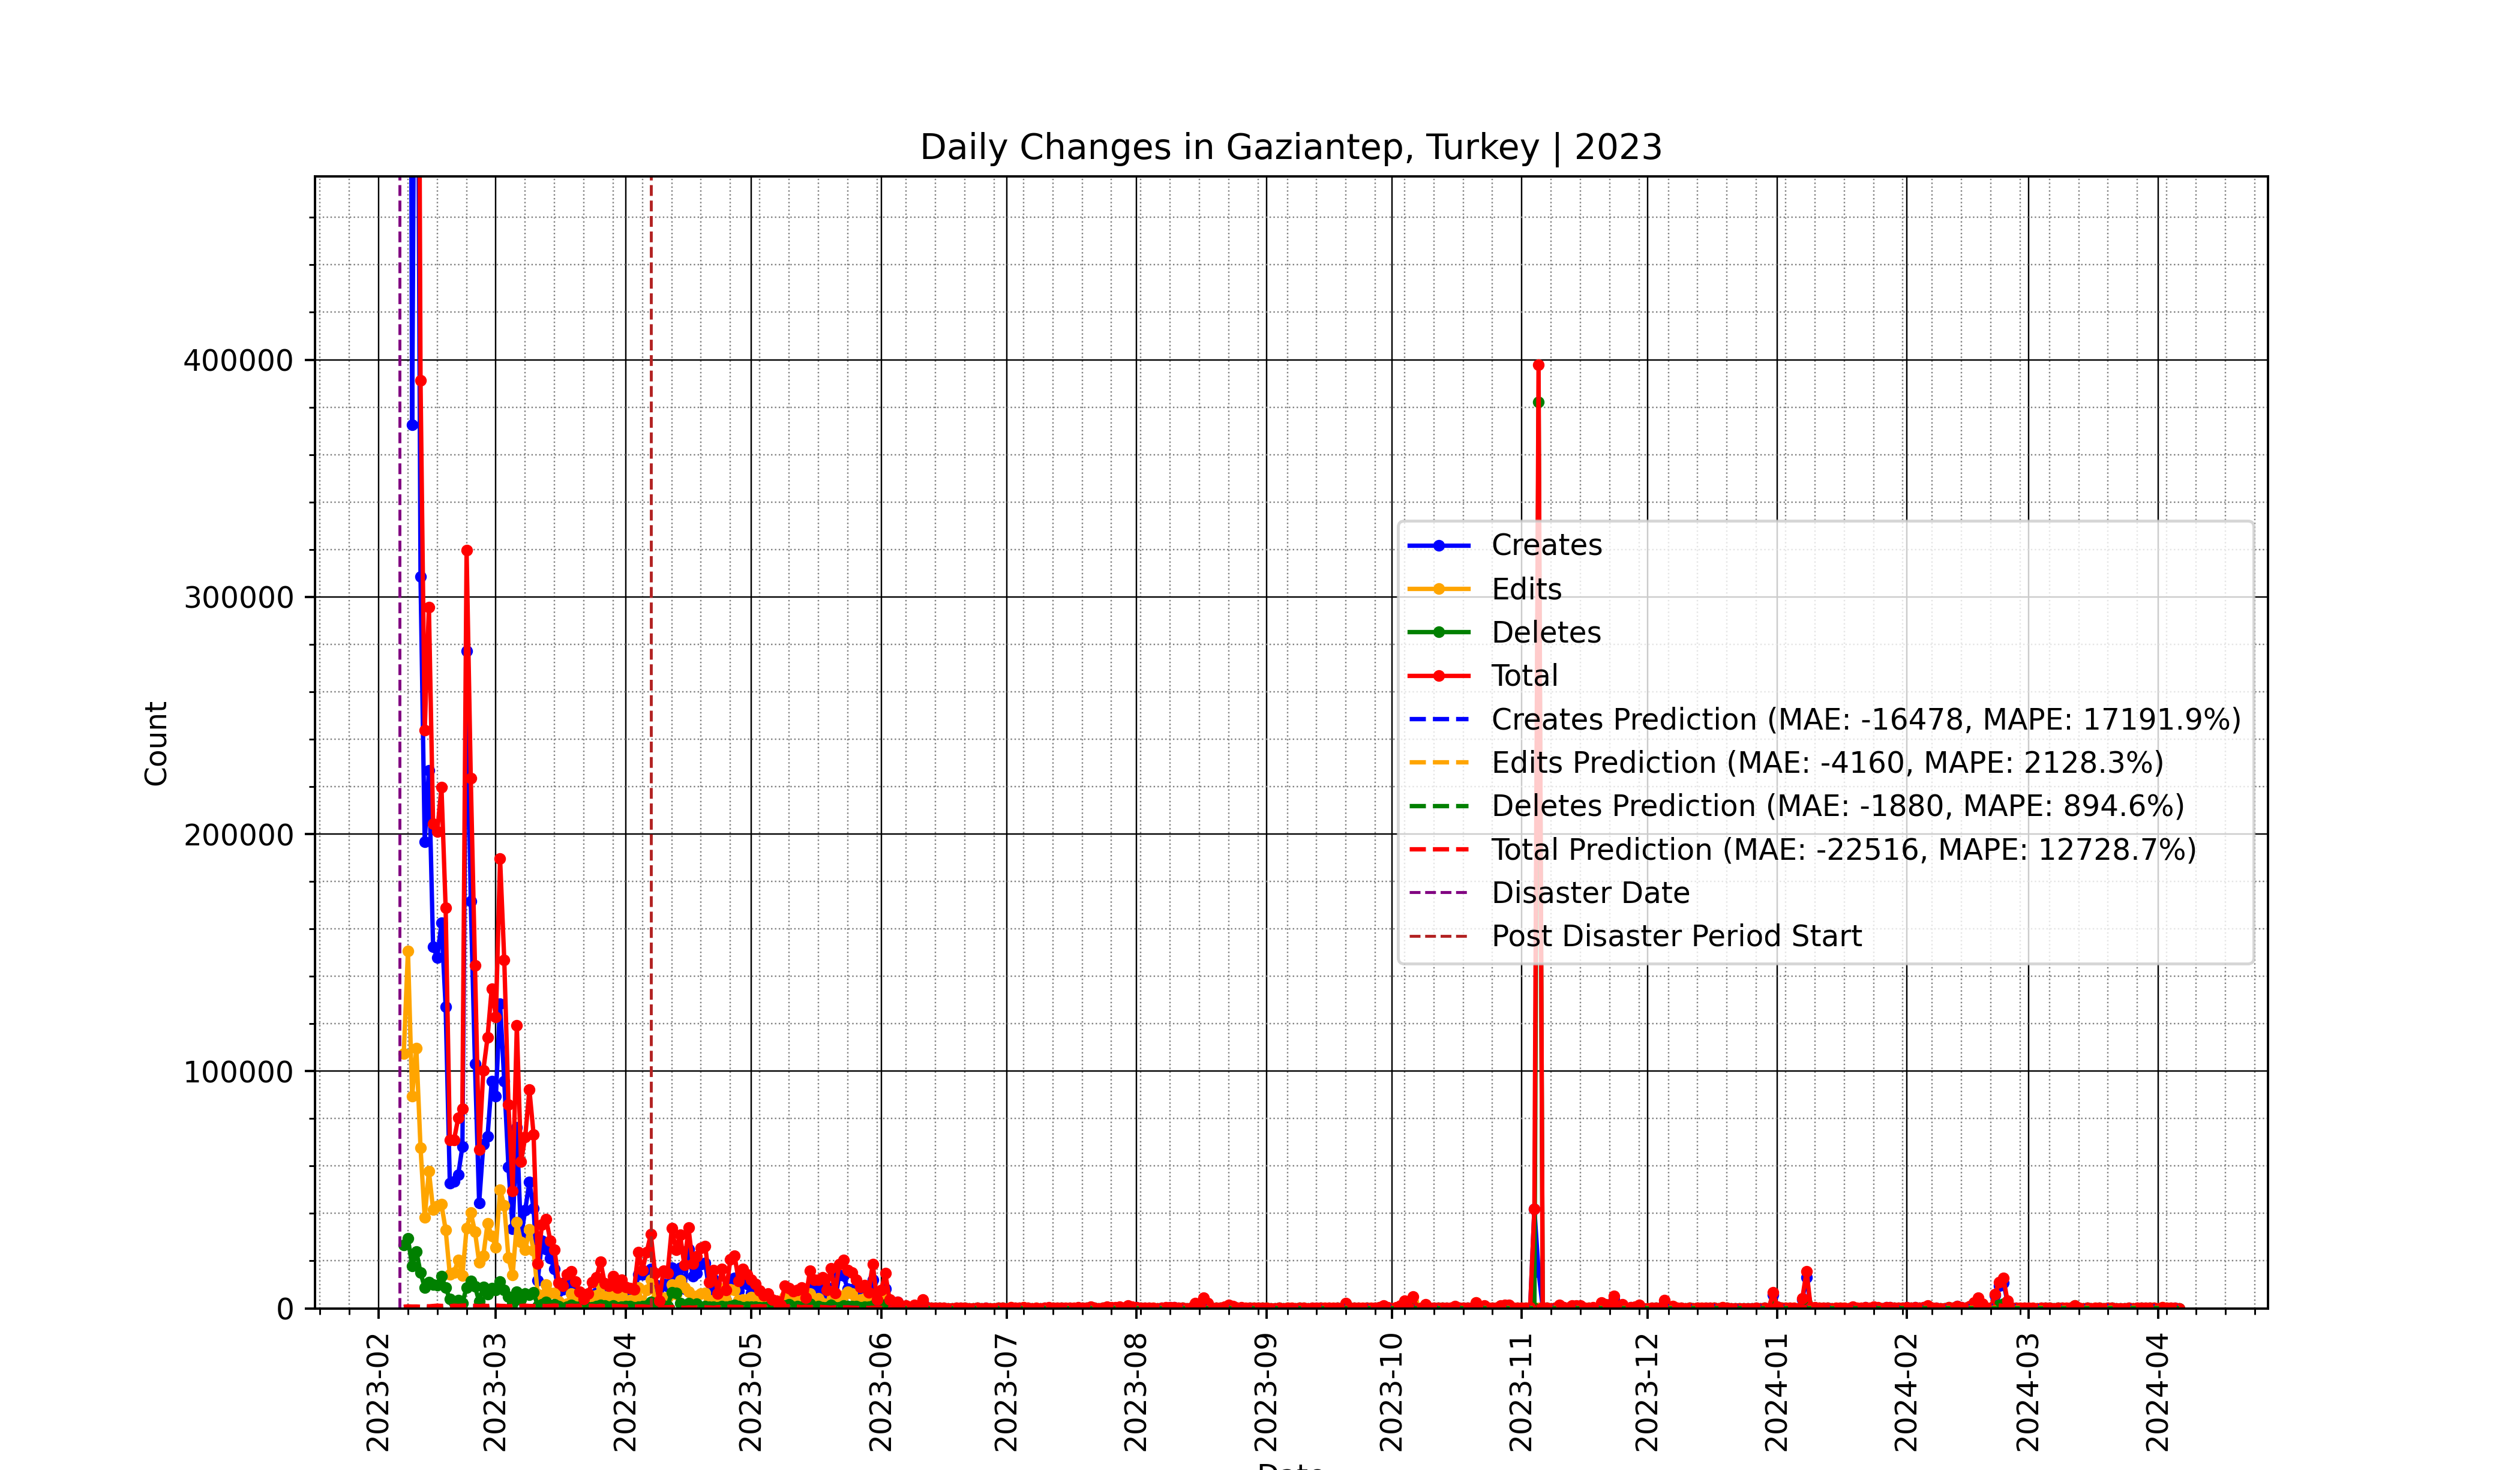 Daily Changes in Gaziantep, Turkey | 2023
Count
400000
300000
200000
100000
0
Creates
Edits
Deletes
Total
Creates Prediction (MAE: -16478, MAPE: 17191.9%)
Edits Prediction (MAE: -4160, MAPE: 2128.3%)
Deletes Prediction (MAE: -1880, MAPE: 894.6%)
Total Prediction (MAE: -22516, MAPE: 12728.7%)
Disaster Date
Post Disaster Period Start
2023-02
2023-03
2023-04
2023-05
2023-06
2023-07
2023-08
2023-09
2023-10
2023-11
2023-12
2024-01
2024-02
2024-03
2024-04